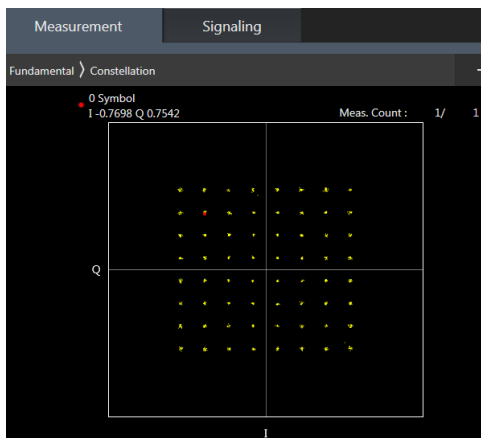 Measurement Signaling
Fundamental 〉 Constellation
0 Symbol
I -0.7698 Q 0.7542 Meas. Count : 1/ 1
Q
I